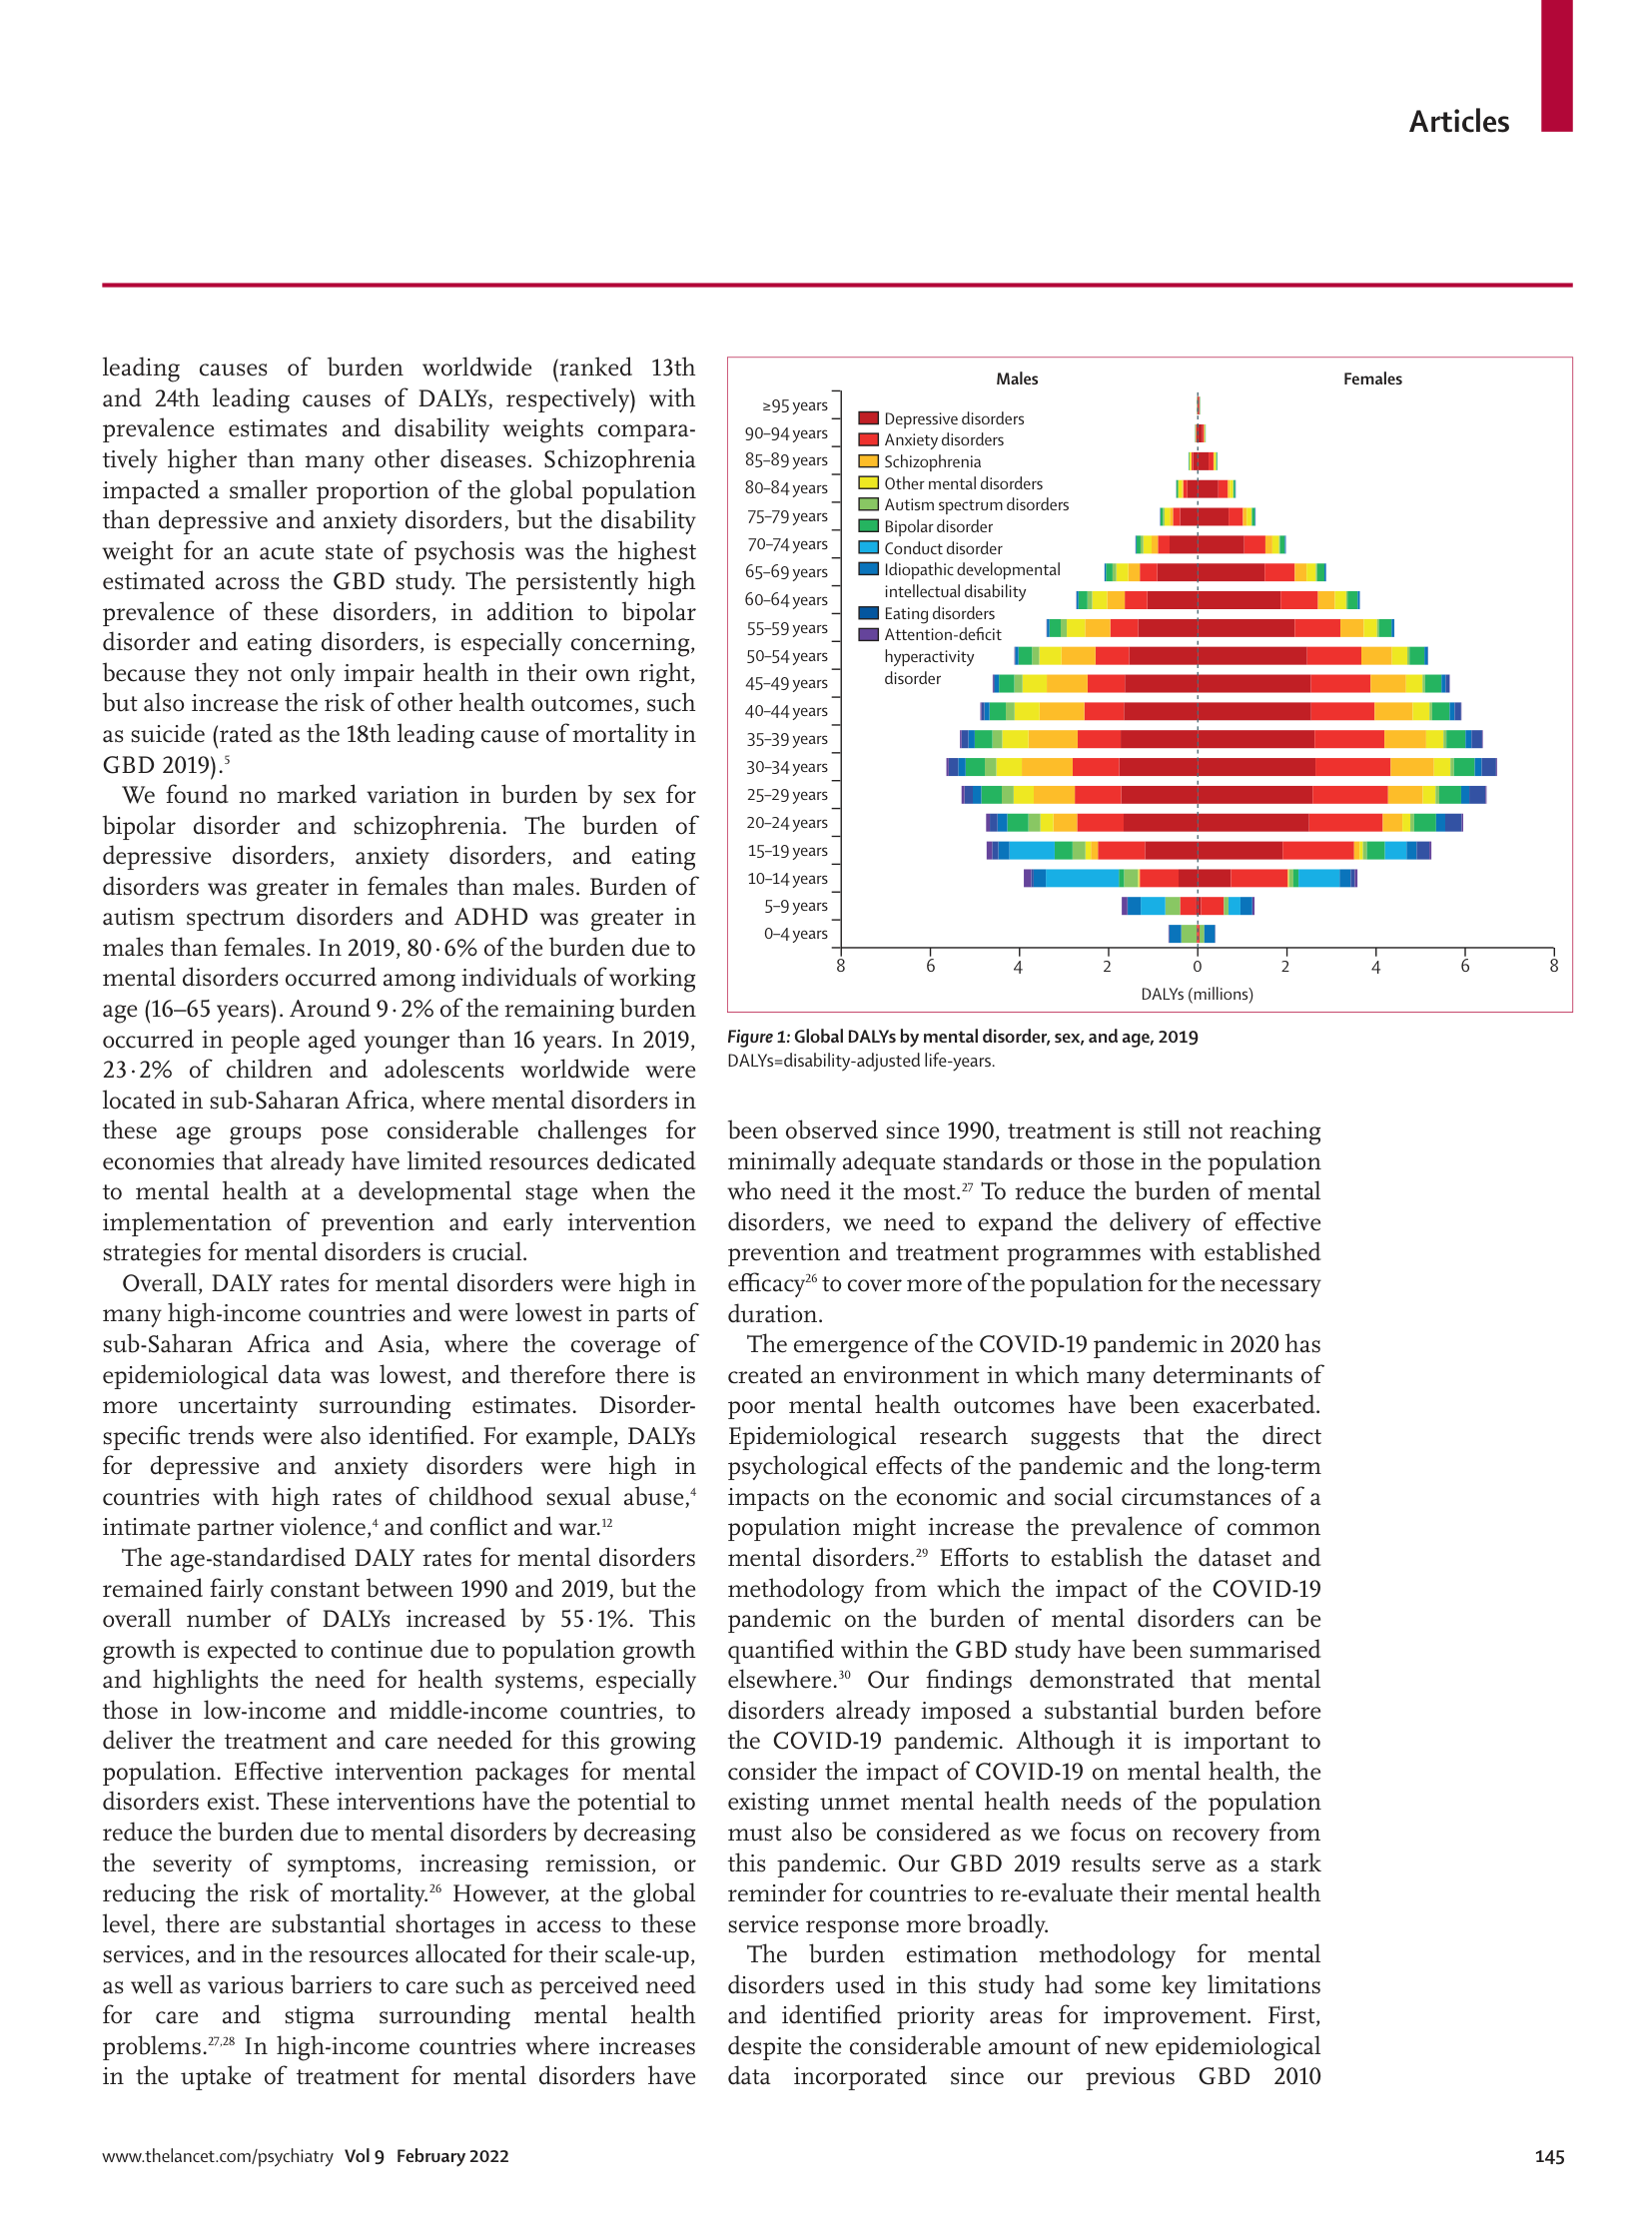 Articles
leading causes of burden worldwide (ranked 13th
and 24th leading causes of DALYs, respectively) with
prevalence estimates and disability weights compara-
tively higher than many other diseases. Schizophrenia
impacted a smaller proportion of the global population
than depressive and anxiety disorders, but the disability
weight for an acute state of psychosis was the highest
estimated across the GBD study. The persistently high
prevalence of these disorders, in addition to bipolar
disorder and eating disorders, is especially concerning,
because they not only impair health in their own right,
but also increase the risk of other health outcomes, such
as suicide (rated as the 18th leading cause of mortality in
GBD 2019).5
We found no marked variation in burden by sex for
bipolar disorder and schizophrenia. The burden of
depressive disorders, anxiety disorders, and eating
disorders was greater in females than males. Burden of
autism spectrum disorders and ADHD was greater in
males than females. In 2019, 80·6% of the burden due to
mental disorders occurred among individuals of working
age (16–65 years). Around 9·2% of the remaining burden
occurred in people aged younger than 16 years. In 2019,
23·2% of children and adolescents worldwide were
located in sub-Saharan Africa, where mental disorders in
these age groups pose considerable challenges for
economies that already have limited resources dedicated
to mental health at a developmental stage when the
implementation of prevention and early intervention
strategies for mental disorders is crucial.
Overall, DALY rates for mental disorders were high in
many high-income countries and were lowest in parts of
sub-Saharan Africa and Asia, where the coverage of
epidemiological data was lowest, and therefore there is
more uncertainty surrounding estimates. Disorder-
specific trends were also identified. For example, DALYs
for depressive and anxiety disorders were high in
countries with high rates of childhood sexual abuse,4
intimate partner violence,4 and conflict and war.12
The age-standardised DALY rates for mental disorders
remained fairly constant between 1990 and 2019, but the
overall number of DALYs increased by 55·1%. This
growth is expected to continue due to population growth
and highlights the need for health systems, especially
those in low-income and middle-income countries, to
deliver the treatment and care needed for this growing
population. Effective intervention packages for mental
disorders exist. These interventions have the potential to
reduce the burden due to mental disorders by decreasing
the severity of symptoms, increasing remission, or
reducing the risk of mortality.26 However, at the global
level, there are substantial shortages in access to these
services, and in the resources allocated for their scale-up,
as well as various barriers to care such as perceived need
for care and stigma surrounding mental health
problems.27,28 In high-income countries where increases
in the uptake of treatment for mental disorders have
Males
Females
≥95 years
90–94 years
85–89 years
80–84 years
75–79 years
70–74 years
65–69 years
60–64 years
55–59 years
50–54 years
45–49 years
40–44 years
35–39 years
30–34 years
25–29 years
20–24 years
15–19 years
10–14 years
5–9 years
0–4 years
Depressive disorders
Anxiety disorders
Schizophrenia
Other mental disorders
Autism spectrum disorders
Bipolar disorder
Conduct disorder
Idiopathic developmental
intellectual disability
Eating disorders
Attention-deficit
hyperactivity
disorder
8 6 4 2 0 2 4 6 8
DALYs (millions)
Figure 1: Global DALYs by mental disorder, sex, and age, 2019
DALYs=disability-adjusted life-years.
been observed since 1990, treatment is still not reaching
minimally adequate standards or those in the population
who need it the most.27 To reduce the burden of mental
disorders, we need to expand the delivery of effective
prevention and treatment programmes with established
efficacy26 to cover more of the population for the necessary
duration.
The emergence of the COVID-19 pandemic in 2020 has
created an environment in which many determinants of
poor mental health outcomes have been exacerbated.
Epidemiological research suggests that the direct
psychological effects of the pandemic and the long-term
impacts on the economic and social circumstances of a
population might increase the prevalence of common
mental disorders.29 Efforts to establish the dataset and
methodology from which the impact of the COVID-19
pandemic on the burden of mental disorders can be
quantified within the GBD study have been summarised
elsewhere.30 Our findings demonstrated that mental
disorders already imposed a substantial burden before
the COVID-19 pandemic. Although it is important to
consider the impact of COVID-19 on mental health, the
existing unmet mental health needs of the population
must also be considered as we focus on recovery from
this pandemic. Our GBD 2019 results serve as a stark
reminder for countries to re-evaluate their mental health
service response more broadly.
The burden estimation methodology for mental
disorders used in this study had some key limitations
and identified priority areas for improvement. First,
despite the considerable amount of new epidemiological
data incorporated since our previous GBD 2010
www.thelancet.com/psychiatry Vol 9 February 2022
145